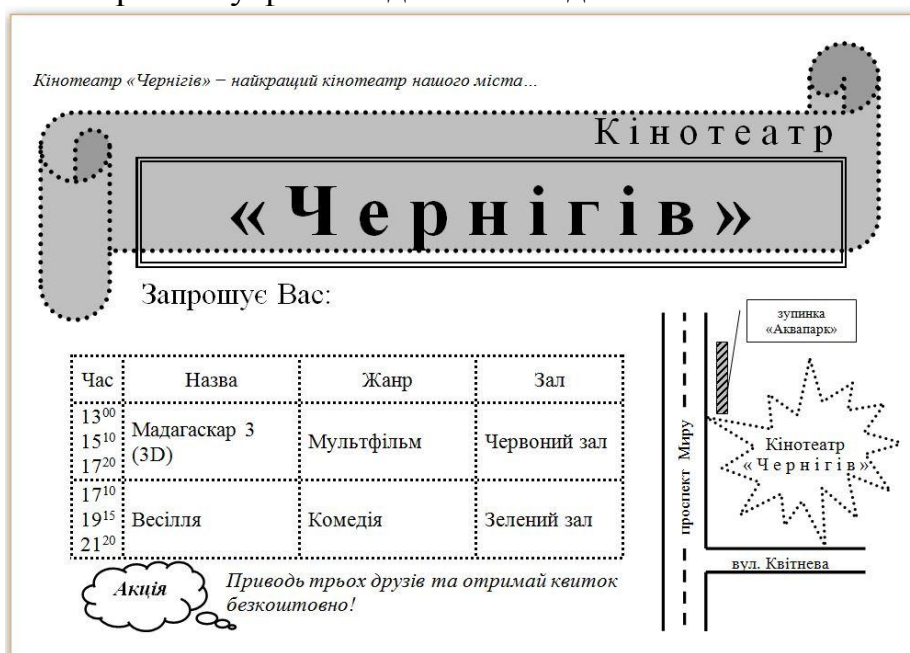 Кінотеатр «Чернігів» – найкращий кінотеатр нашого міста...
Кінотеатр
«Чернігів»
Запрошує Вас:
Час Назва Жанр Зал
13⁰⁰
15¹⁰
17²⁰
Мадагаскар 3
(3D)
Мультфільм
Червоний зал
17¹⁰
19¹⁵
21²⁰
Весілля
Комедія
Зелений зал
Акція
Приводь трьох друзів та отримай квиток
безкоштовно!
зупинка
«Аквапарк»
проспект Миру
Кінотеатр
«Чернігів»
вул. Квітнева